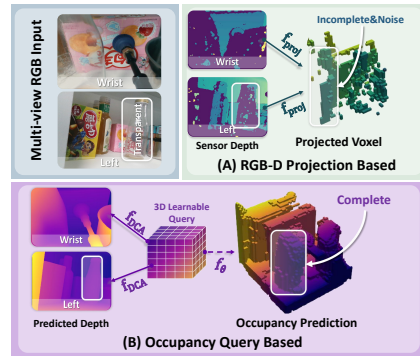 Multi-view RGB Input
Wrist
Transparent
Left
Wrist
f_proj
Left
f_proj
Sensor Depth
Incomplete&Noise
Projected Voxel
(A) RGB-D Projection Based
Wrist
f_DCA
Left
f_DCA
Predicted Depth
3D Learnable
Query
f_θ
Complete
Occupancy Prediction
(B) Occupancy Query Based